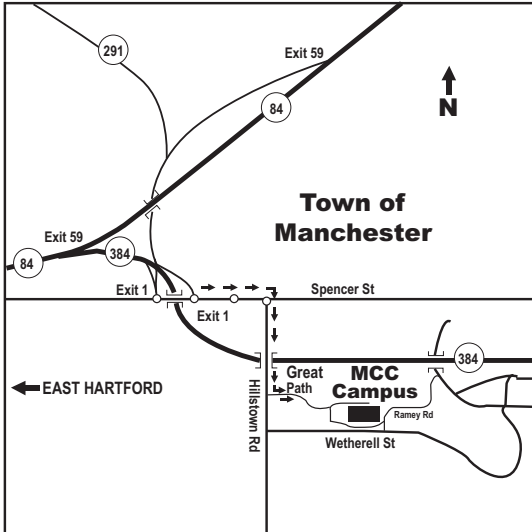 291
Exit 59
84
N
Town of
Manchester
Exit 59
384
84
Exit 1
Spencer St
Exit 1
384
Great
Path
MCC
Campus
EAST HARTFORD
Hillstown Rd
Ramey Rd
Wetherell St